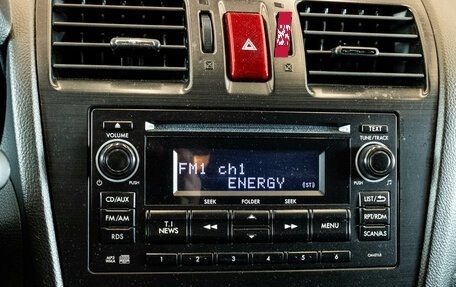 VOLUME
TEXT
TUNE/TRACK
FM1 ch1
ENERGY (ST)
PUSH
PUSH
SEEK FOLDER SEEK
CD/AUX
FM/AM
RDS
T.I NEWS
MENU
LIST/
RPT/RDM
SCAN/A.S
MP3
1 2 3 4 5 6